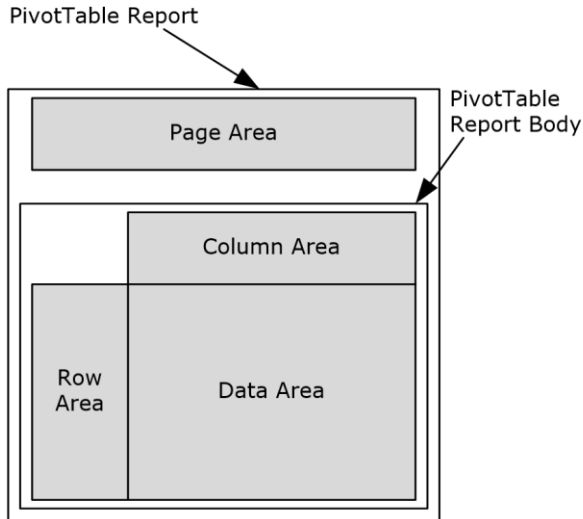 PivotTable Report
PivotTable
Report Body
Page Area
Column Area
Row
Area
Data Area